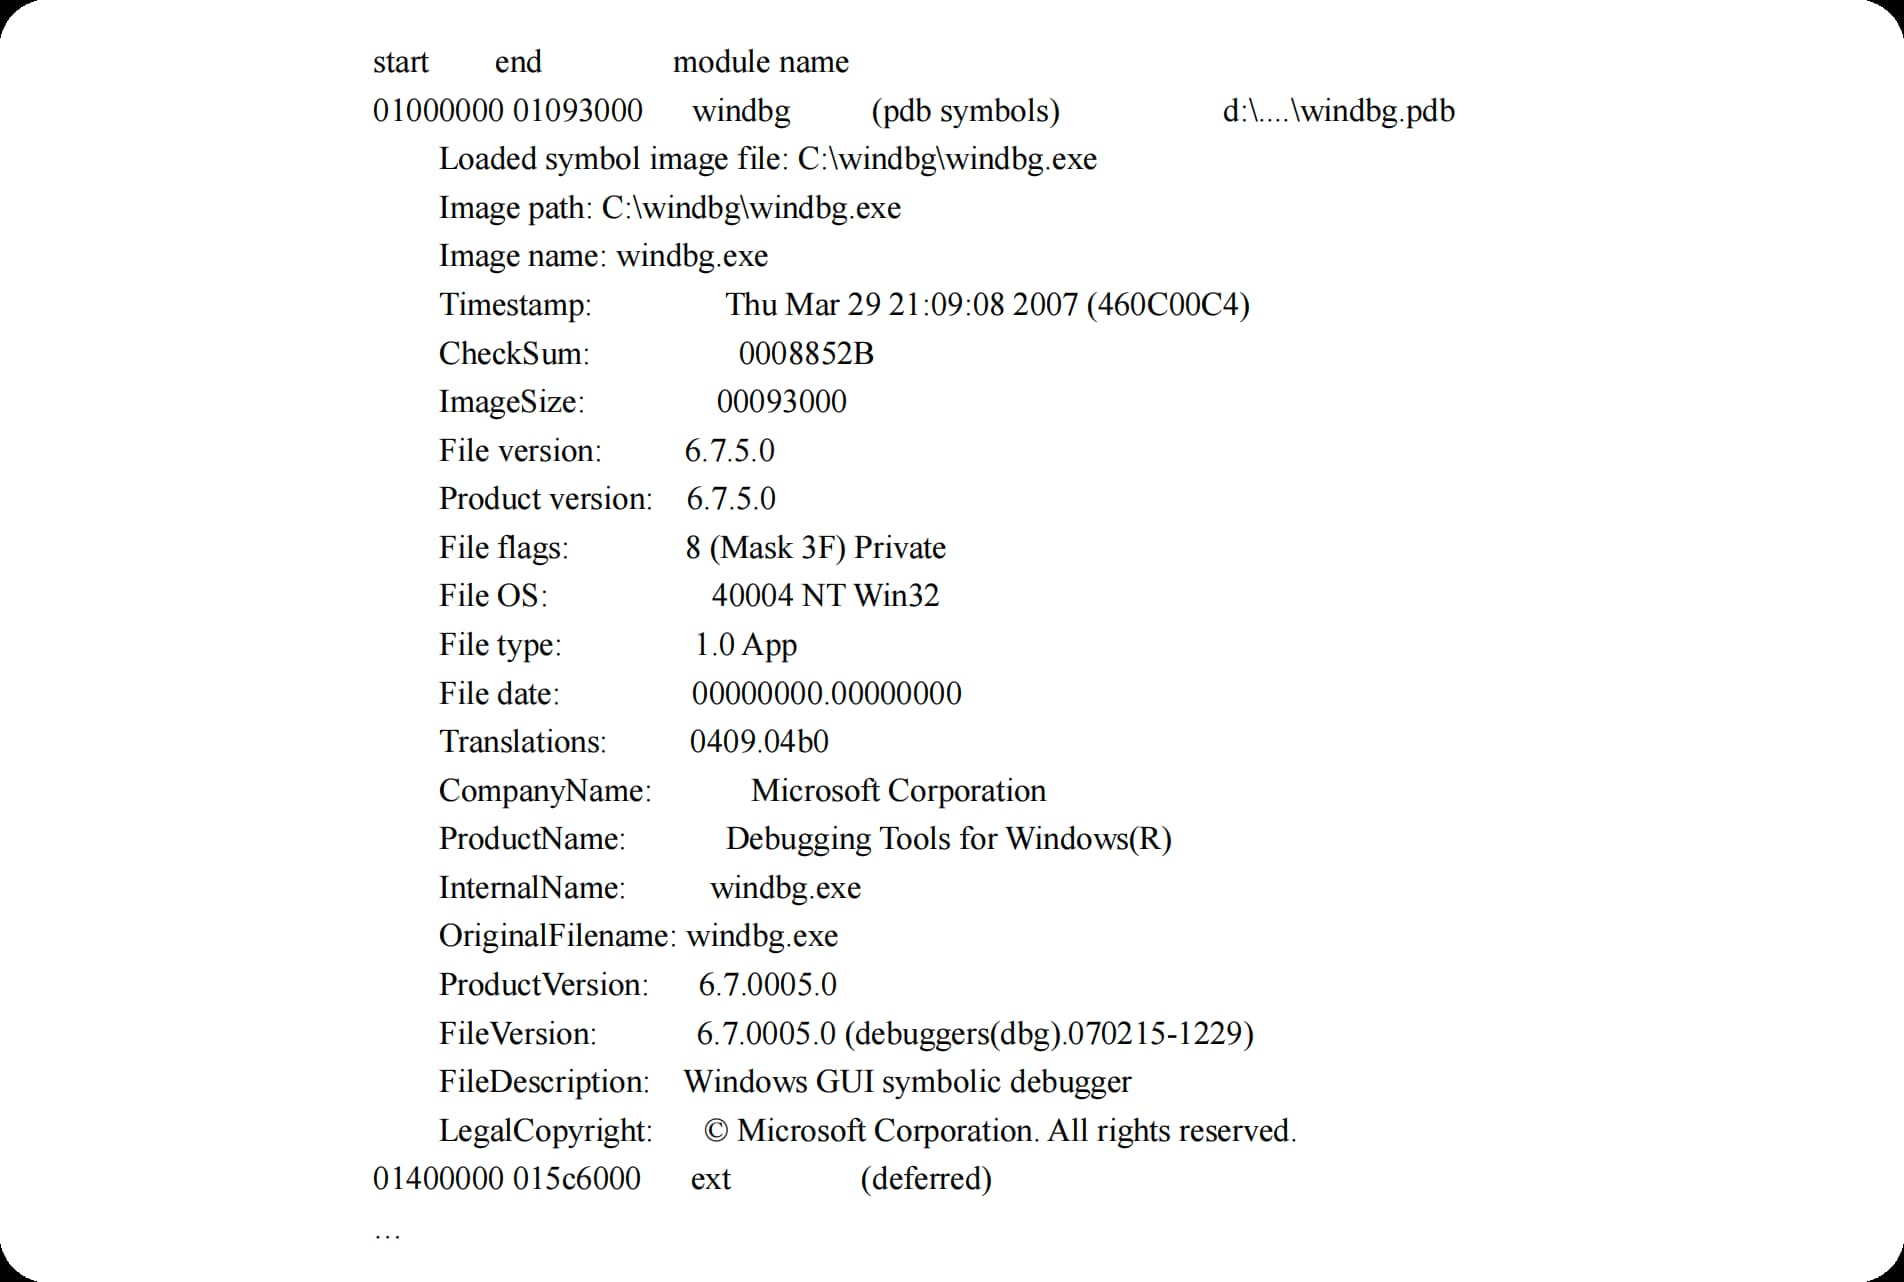 start end module name
01000000 01093000 windbg (pdb symbols) d:\....\windbg.pdb
Loaded symbol image file: C:\windbg\windbg.exe
Image path: C:\windbg\windbg.exe
Image name: windbg.exe
Timestamp: Thu Mar 29 21:09:08 2007 (460C00C4)
CheckSum: 0008852B
ImageSize: 00093000
File version: 6.7.5.0
Product version: 6.7.5.0
File flags: 8 (Mask 3F) Private
File OS: 40004 NT Win32
File type: 1.0 App
File date: 00000000.00000000
Translations: 0409.04b0
CompanyName: Microsoft Corporation
ProductName: Debugging Tools for Windows(R)
InternalName: windbg.exe
OriginalFilename: windbg.exe
ProductVersion: 6.7.0005.0
FileVersion: 6.7.0005.0 (debuggers(dbg).070215-1229)
FileDescription: Windows GUI symbolic debugger
LegalCopyright: © Microsoft Corporation. All rights reserved.
01400000 015c6000 ext (deferred)
…